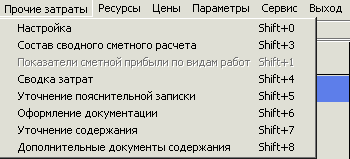 Прочие затраты Ресурсы Цены Параметры Сервис Выход
Настройка Shift+0
Состав сводного сметного расчета Shift+3
Показатели сметной прибыли по видам работ Shift+1
Сводка затрат Shift+4
Уточнение пояснительной записки Shift+5
Оформление документации Shift+6
Уточнение содержания Shift+7
Дополнительные документы содержания Shift+8